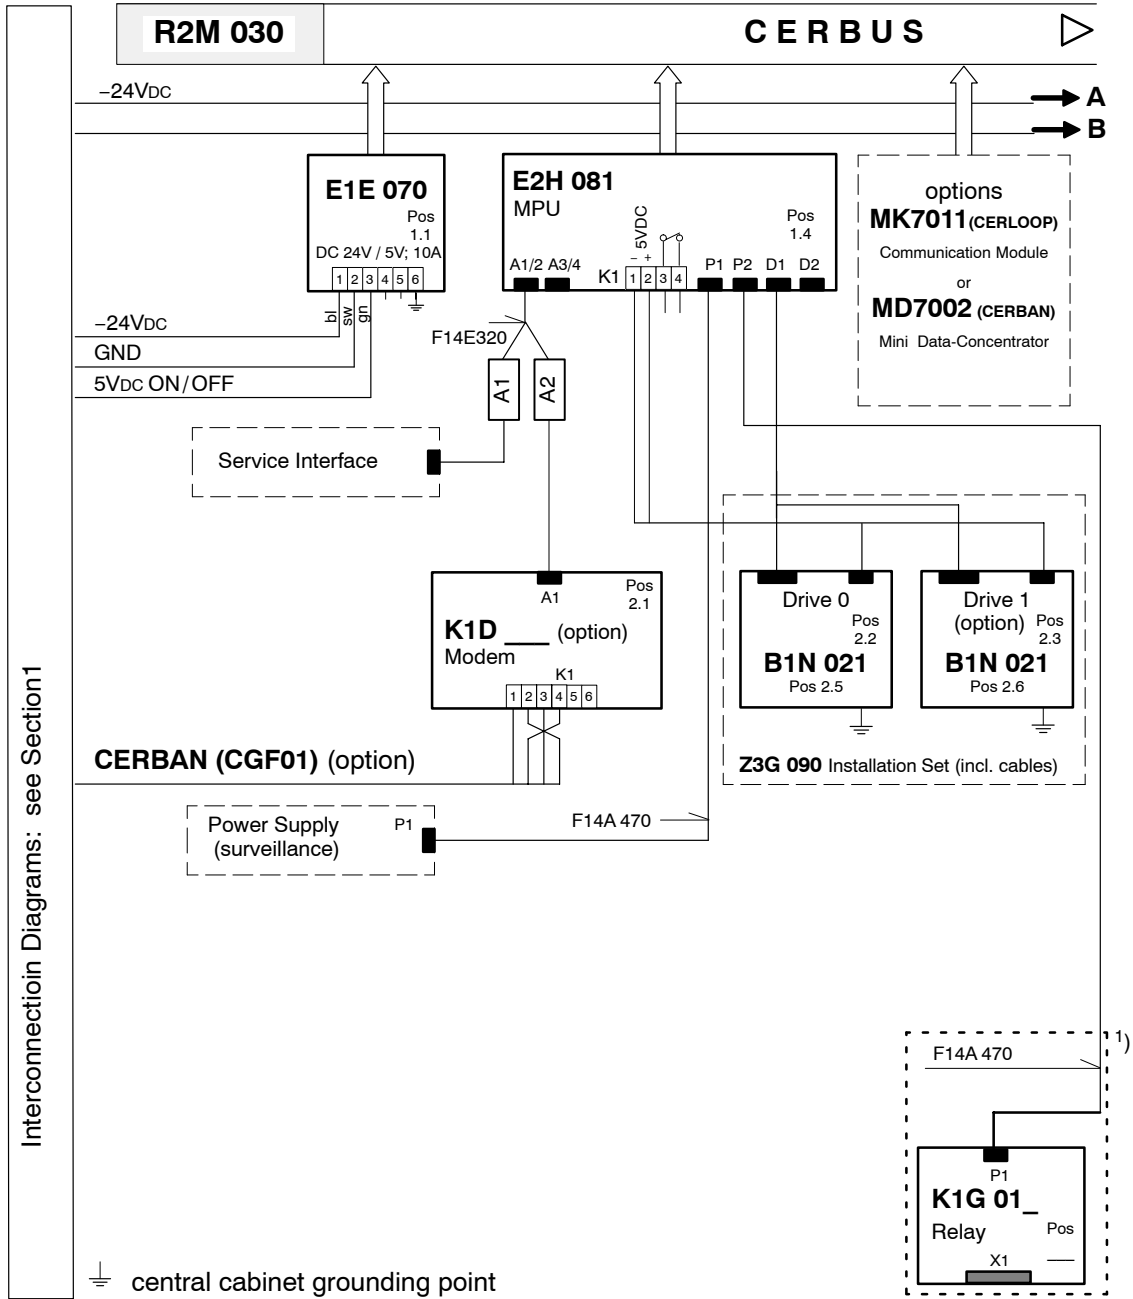 R2M 030
CERBUS
–24VDC
A
B
E1E 070
Pos
1.1
DC 24V / 5V; 10A
1 2 3 4 5 6
bl
sw
gn
E2H 081
MPU
5VDC
– +
Pos
1.4
A1/2 A3/4
K1
1 2 3 4
P1 P2 D1 D2
options
MK7011 (CERLOOP)
Communication Module
or
MD7002 (CERBAN)
Mini Data-Concentrator
–24VDC
GND
5VDC ON/OFF
F14E320
A1
A2
Service Interface
A1
Pos
2.1
K1D ___ (option)
Modem
K1
1 2 3 4 5 6
Drive 0
Pos
2.2
B1N 021
Pos 2.5
Drive 1
(option)
Pos
2.3
B1N 021
Pos 2.6
Z3G 090 Installation Set (incl. cables)
CERBAN (CGF01) (option)
Power Supply
(surveillance)
P1
F14A 470
Interconnectioin Diagrams: see Section1
1)
F14A 470
P1
K1G 01_
Relay
Pos
__
X1
central cabinet grounding point